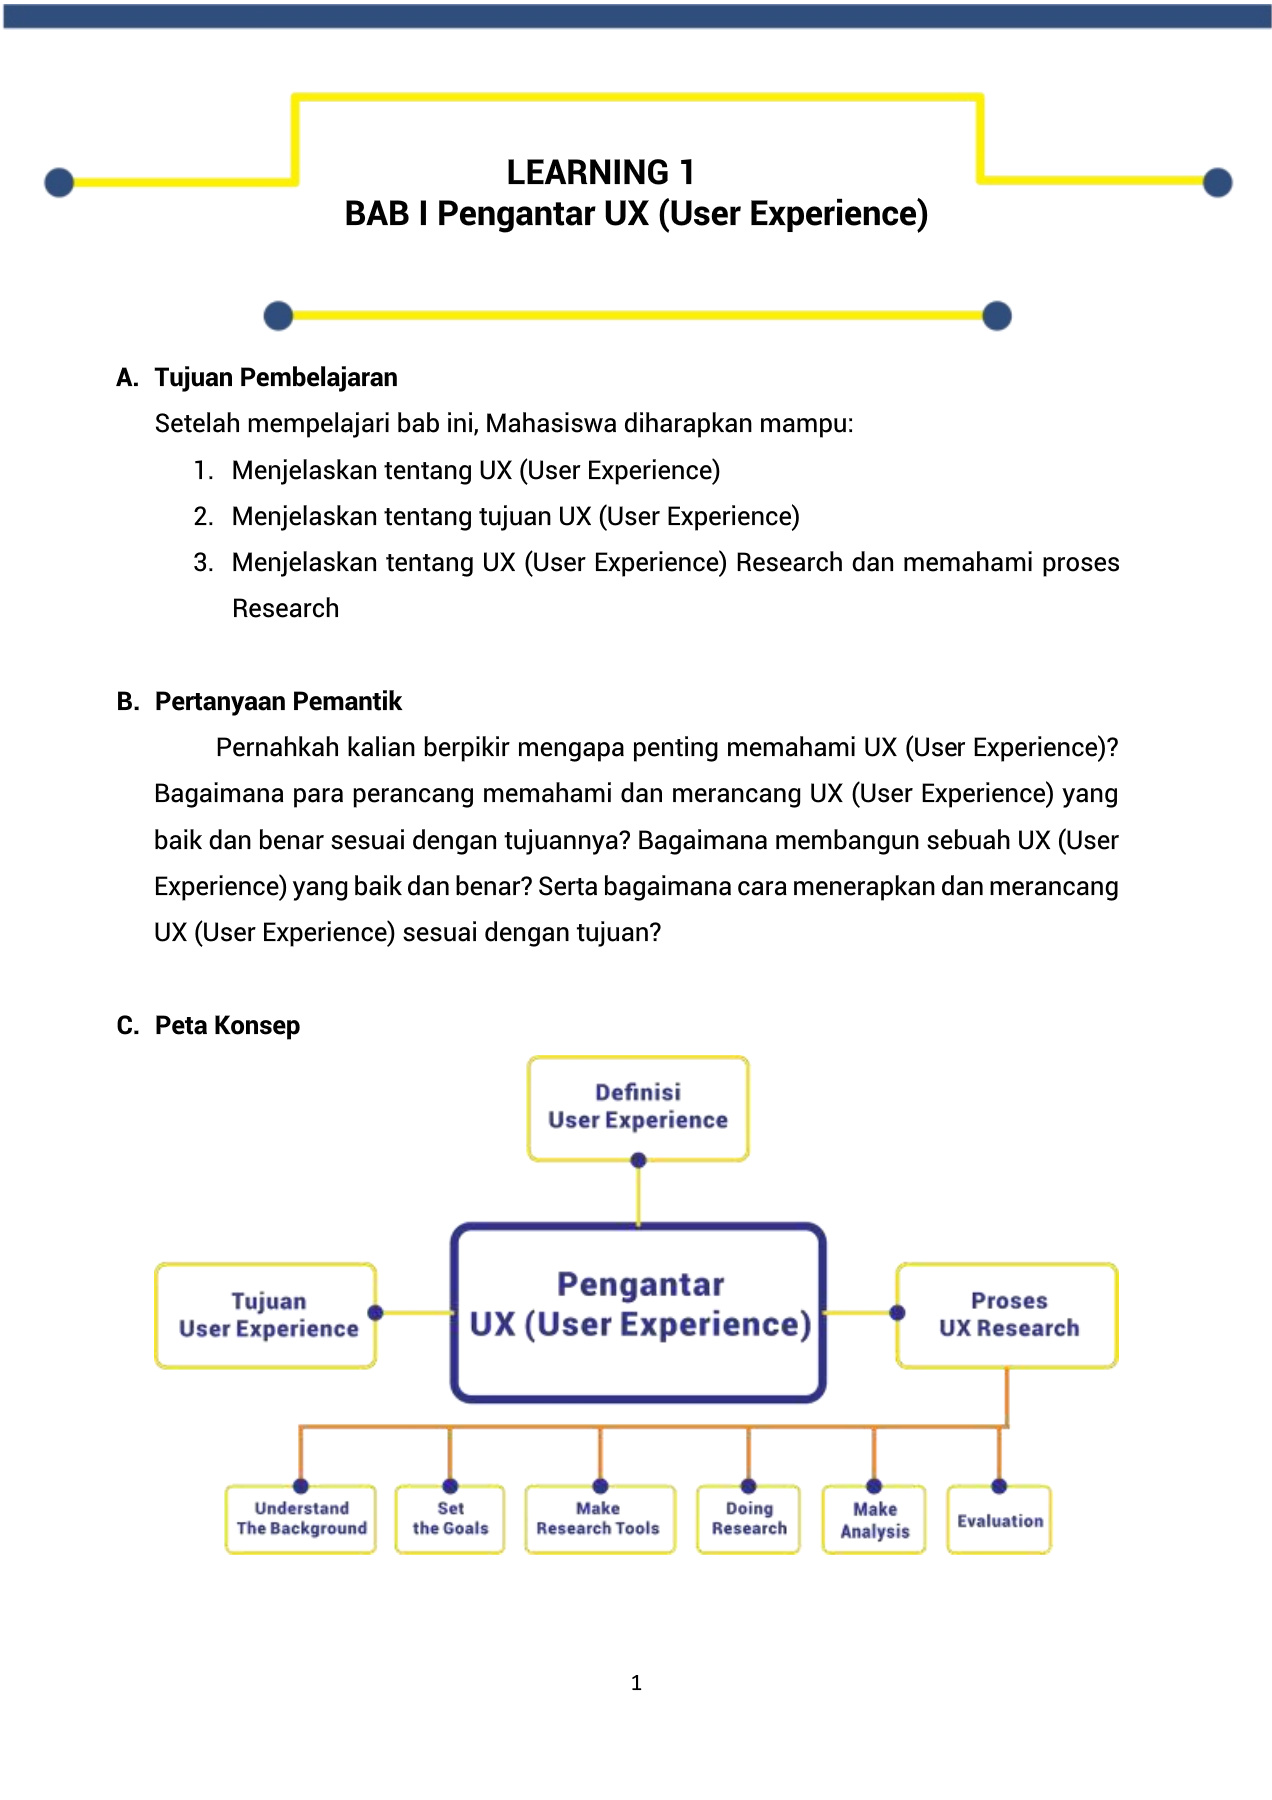 LEARNING 1
BAB I Pengantar UX (User Experience)
A. Tujuan Pembelajaran
Setelah mempelajari bab ini, Mahasiswa diharapkan mampu:
1. Menjelaskan tentang UX (User Experience)
2. Menjelaskan tentang tujuan UX (User Experience)
3. Menjelaskan tentang UX (User Experience) Research dan memahami proses
Research
B. Pertanyaan Pemantik
Pernahkah kalian berpikir mengapa penting memahami UX (User Experience)?
Bagaimana para perancang memahami dan merancang UX (User Experience) yang
baik dan benar sesuai dengan tujuannya? Bagaimana membangun sebuah UX (User
Experience) yang baik dan benar? Serta bagaimana cara menerapkan dan merancang
UX (User Experience) sesuai dengan tujuan?
C. Peta Konsep
Definisi
User Experience
Tujuan
User Experience
Pengantar
UX (User Experience)
Proses
UX Research
Understand
The Background
Set
the Goals
Make
Research Tools
Doing
Research
Make
Analysis
Evaluation
1